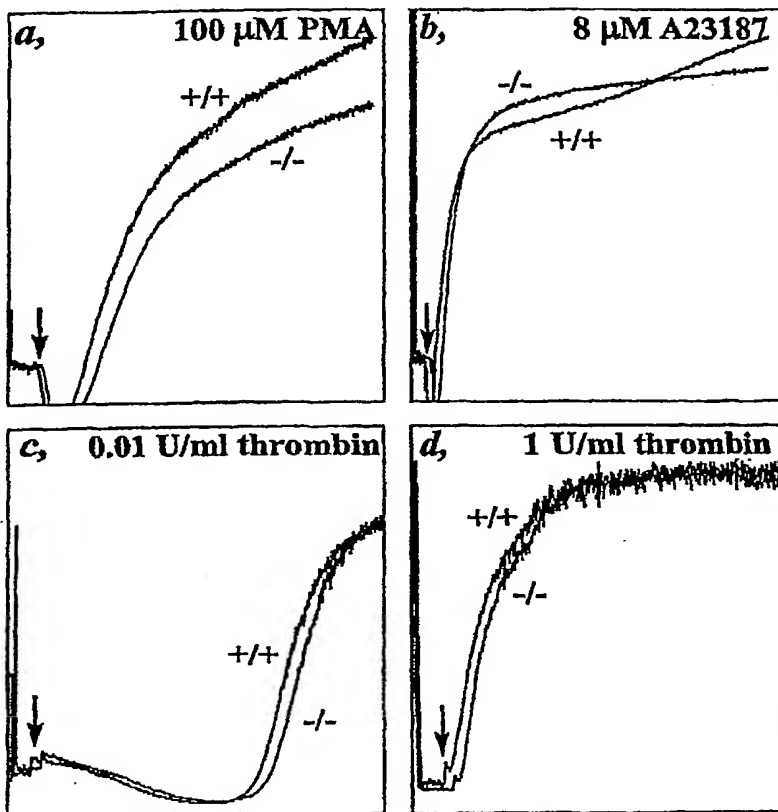 a, 100 µM PMA
+/+
-/-
b, 8 µM A23187
-/-
+/+
c, 0.01 U/ml thrombin
+/+
-/-
d, 1 U/ml thrombin
+/+
-/-